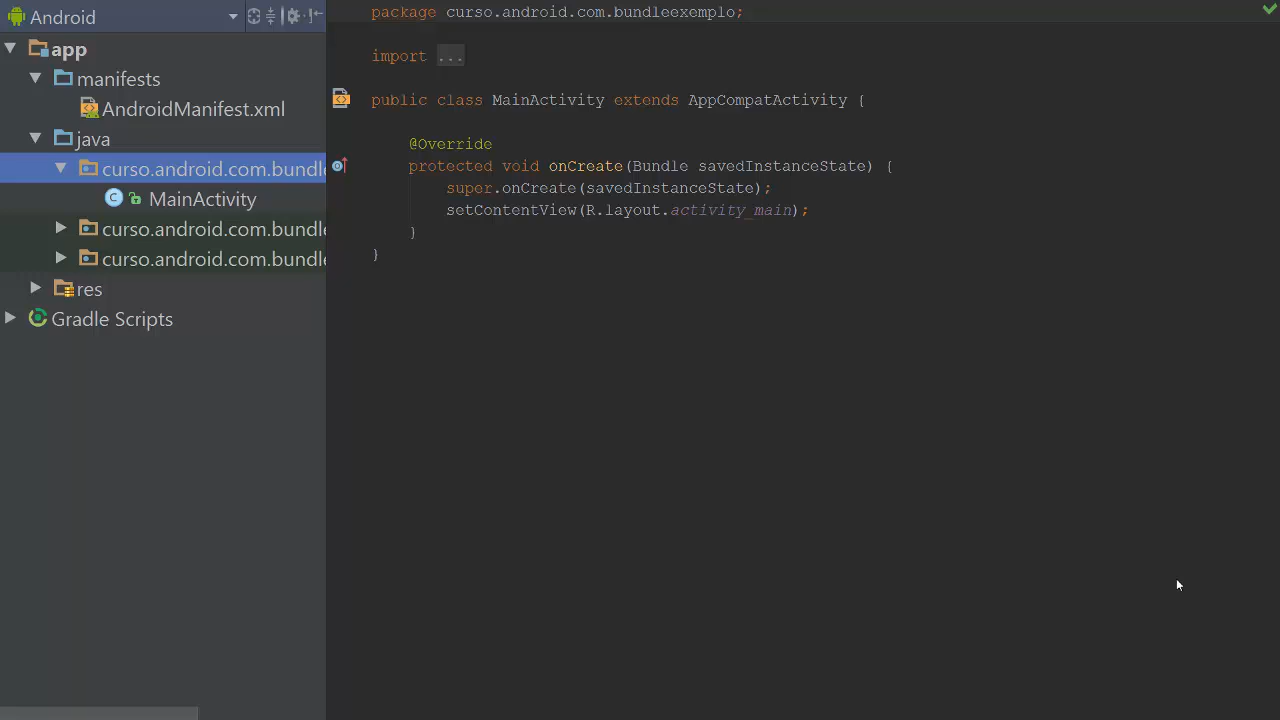 Android
app
manifests
AndroidManifest.xml
java
curso.android.com.bundle
MainActivity
curso.android.com.bundle
curso.android.com.bundle
res
Gradle Scripts
package curso.android.com.bundleexemplo;
import ...
public class MainActivity extends AppCompatActivity {
@Override
protected void onCreate(Bundle savedInstanceState) {
super.onCreate(savedInstanceState);
setContentView(R.layout.activity_main);
}
}